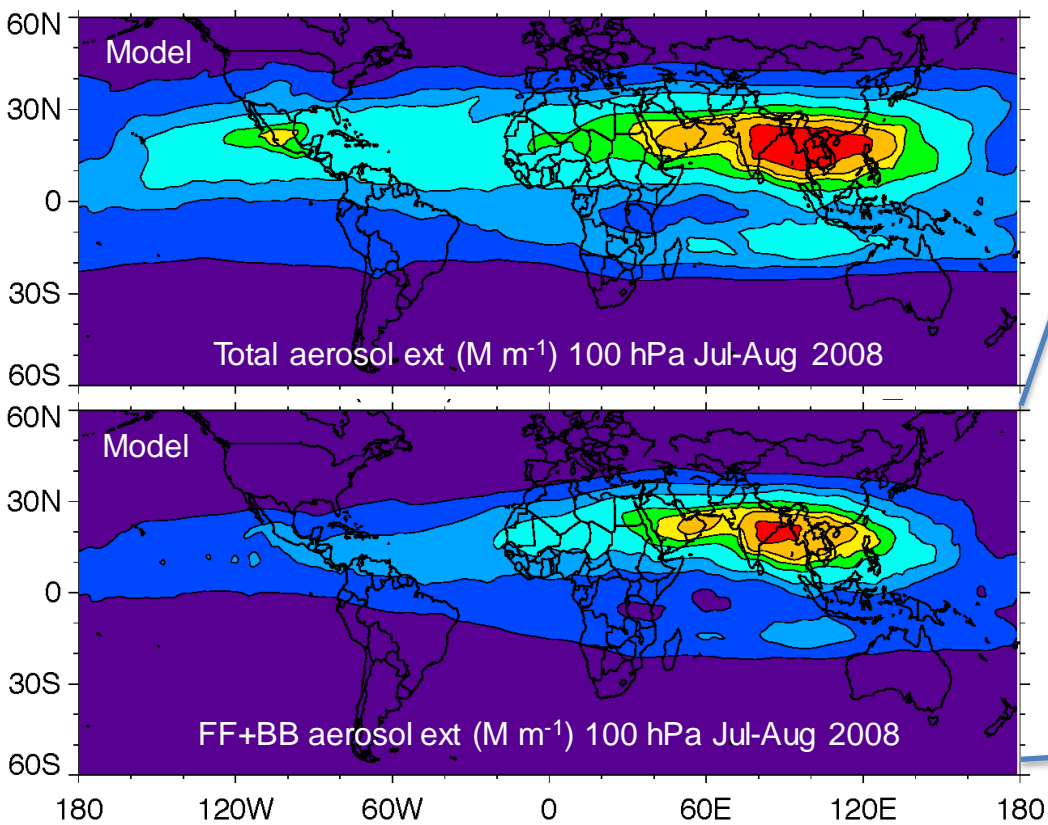 60N
Model
30N
0
30S
Total aerosol ext (M m-1) 100 hPa Jul-Aug 2008
60S
60N
Model
30N
0
30S
FF+BB aerosol ext (M m-1) 100 hPa Jul-Aug 2008
60S
180 120W 60W 0 60E 120E 180